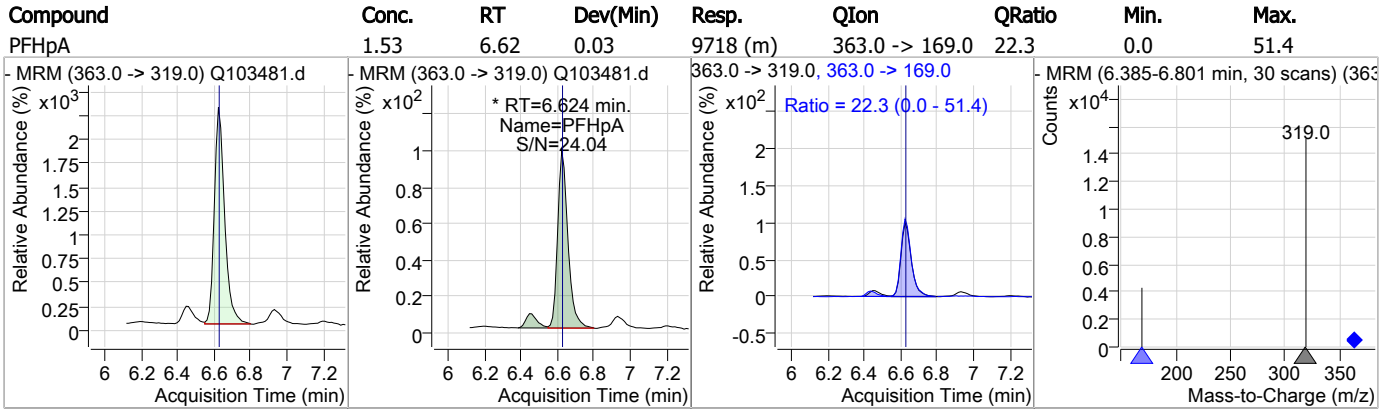 Compound Conc. RT Dev(Min) Resp. QIon QRatio Min. Max.
PFHpA 1.53 6.62 0.03 9718 (m) 363.0 -> 169.0 22.3 0.0 51.4
- MRM (363.0 -> 319.0) Q103481.d
x10³
Relative Abundance (%)
2
1.75
1.5
1.25
1
0.75
0.5
0.25
0
6 6.2 6.4 6.6 6.8 7 7.2
Acquisition Time (min)
- MRM (363.0 -> 319.0) Q103481.d
x10²
* RT=6.624 min.
Name=PFHpA
S/N=24.04
Relative Abundance (%)
1
0.8
0.6
0.4
0.2
0
6 6.2 6.4 6.6 6.8 7 7.2
Acquisition Time (min)
363.0 -> 319.0, 363.0 -> 169.0
x10²
Ratio = 22.3 (0.0 - 51.4)
Relative Abundance (%)
2
1.5
1
0.5
0
-0.5
6 6.2 6.4 6.6 6.8 7 7.2
Acquisition Time (min)
- MRM (6.385-6.801 min, 30 scans) (363
x10⁴
Counts
319.0
1.4
1.2
1
0.8
0.6
0.4
0.2
0
200 250 300 350
Mass-to-Charge (m/z)